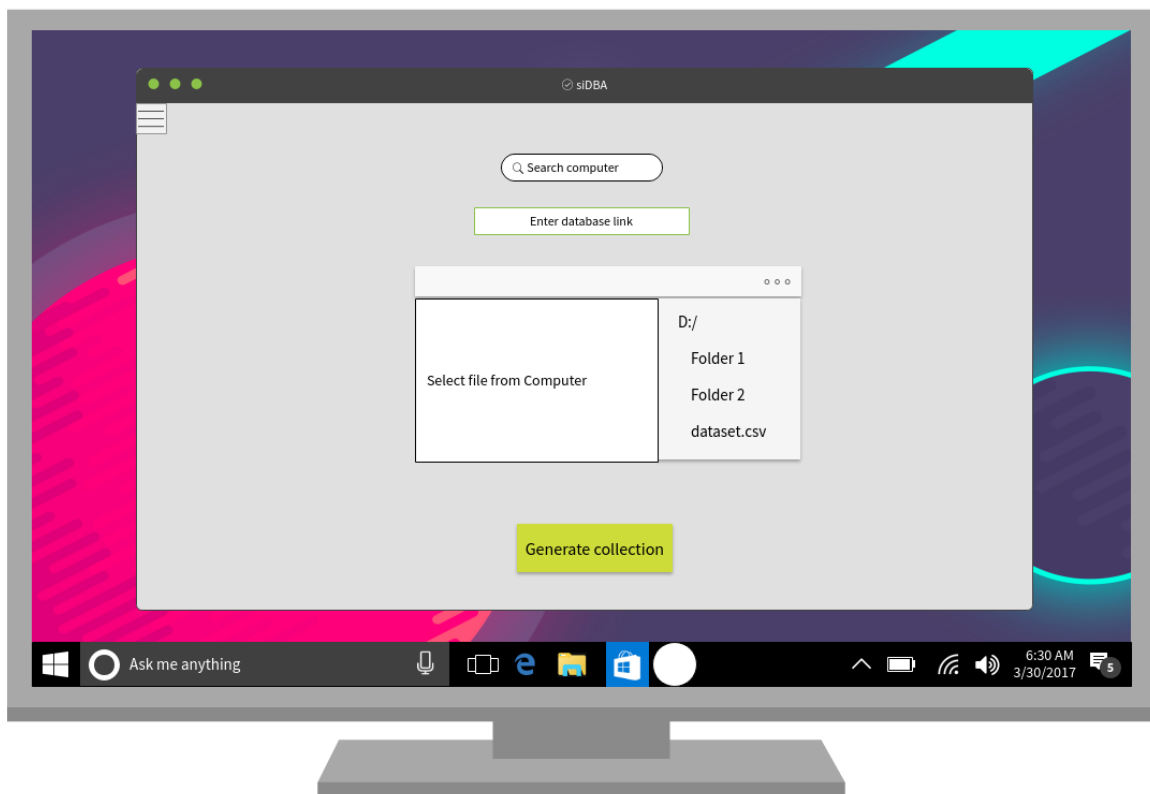 siDBA
Search computer
Enter database link
Select file from Computer
D:/
Folder 1
Folder 2
dataset.csv
Generate collection
Ask me anything
6:30 AM
3/30/2017
5